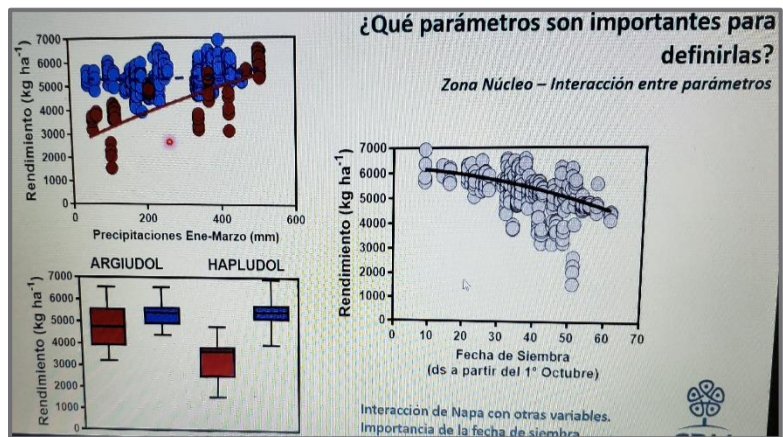 ¿Qué parámetros son importantes para
definirlas?
Zona Núcleo – Interacción entre parámetros
Rendimiento (kg ha-1)
7000
6000
5000
4000
3000
2000
1000
0
0
200
400
600
Precipitaciones Ene-Marzo (mm)
ARGIUDOL
HAPLUDOL
Rendimiento (kg ha-1)
7000
6000
5000
4000
3000
2000
1000
0
Rendimiento (kg ha-1)
7000
6000
5000
4000
3000
2000
1000
0
0
10
20
30
40
50
60
70
Fecha de Siembra
(ds a partir del 1° Octubre)
Interacción de Napa con otras variables.
Importancia de la fecha de siembra